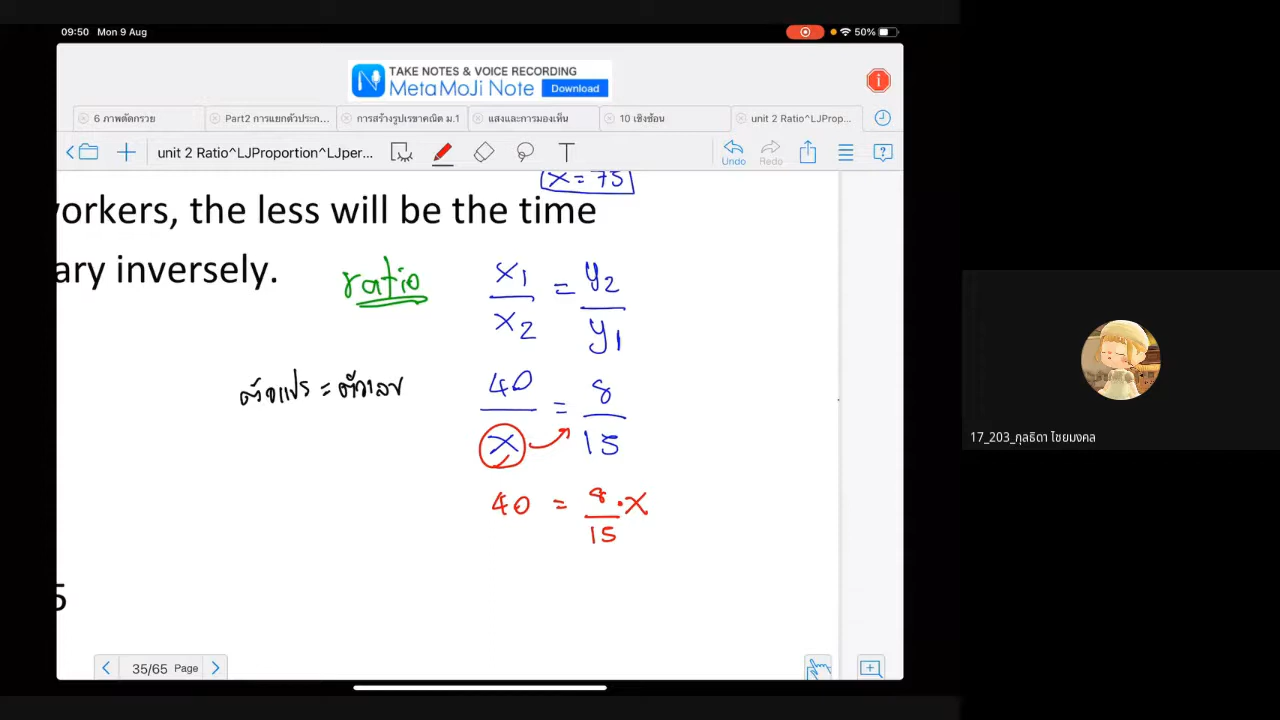 09:50 Mon 9 Aug
50%
TAKE NOTES & VOICE RECORDING
MetaMoJi Note Download
6 ภาพตัดกรวย
Part2 การแยกตัวประก...
การสร้างรูปเรขาคณิต ม.1
แสงและการมองเห็น
10 เชิงซ้อน
unit 2 Ratio^LJProp...
unit 2 Ratio^LJProportion^LJper...
Undo
Redo
x = 75
workers, the less will be the time
ary inversely.
ratio
x1/x2 = y2/y1
ตัวแปร = ตัวเลข
40/x = 8/15
40 = 8/15 · x
5
35/65 Page
17_203_กุลธิดา ไชยมงคล